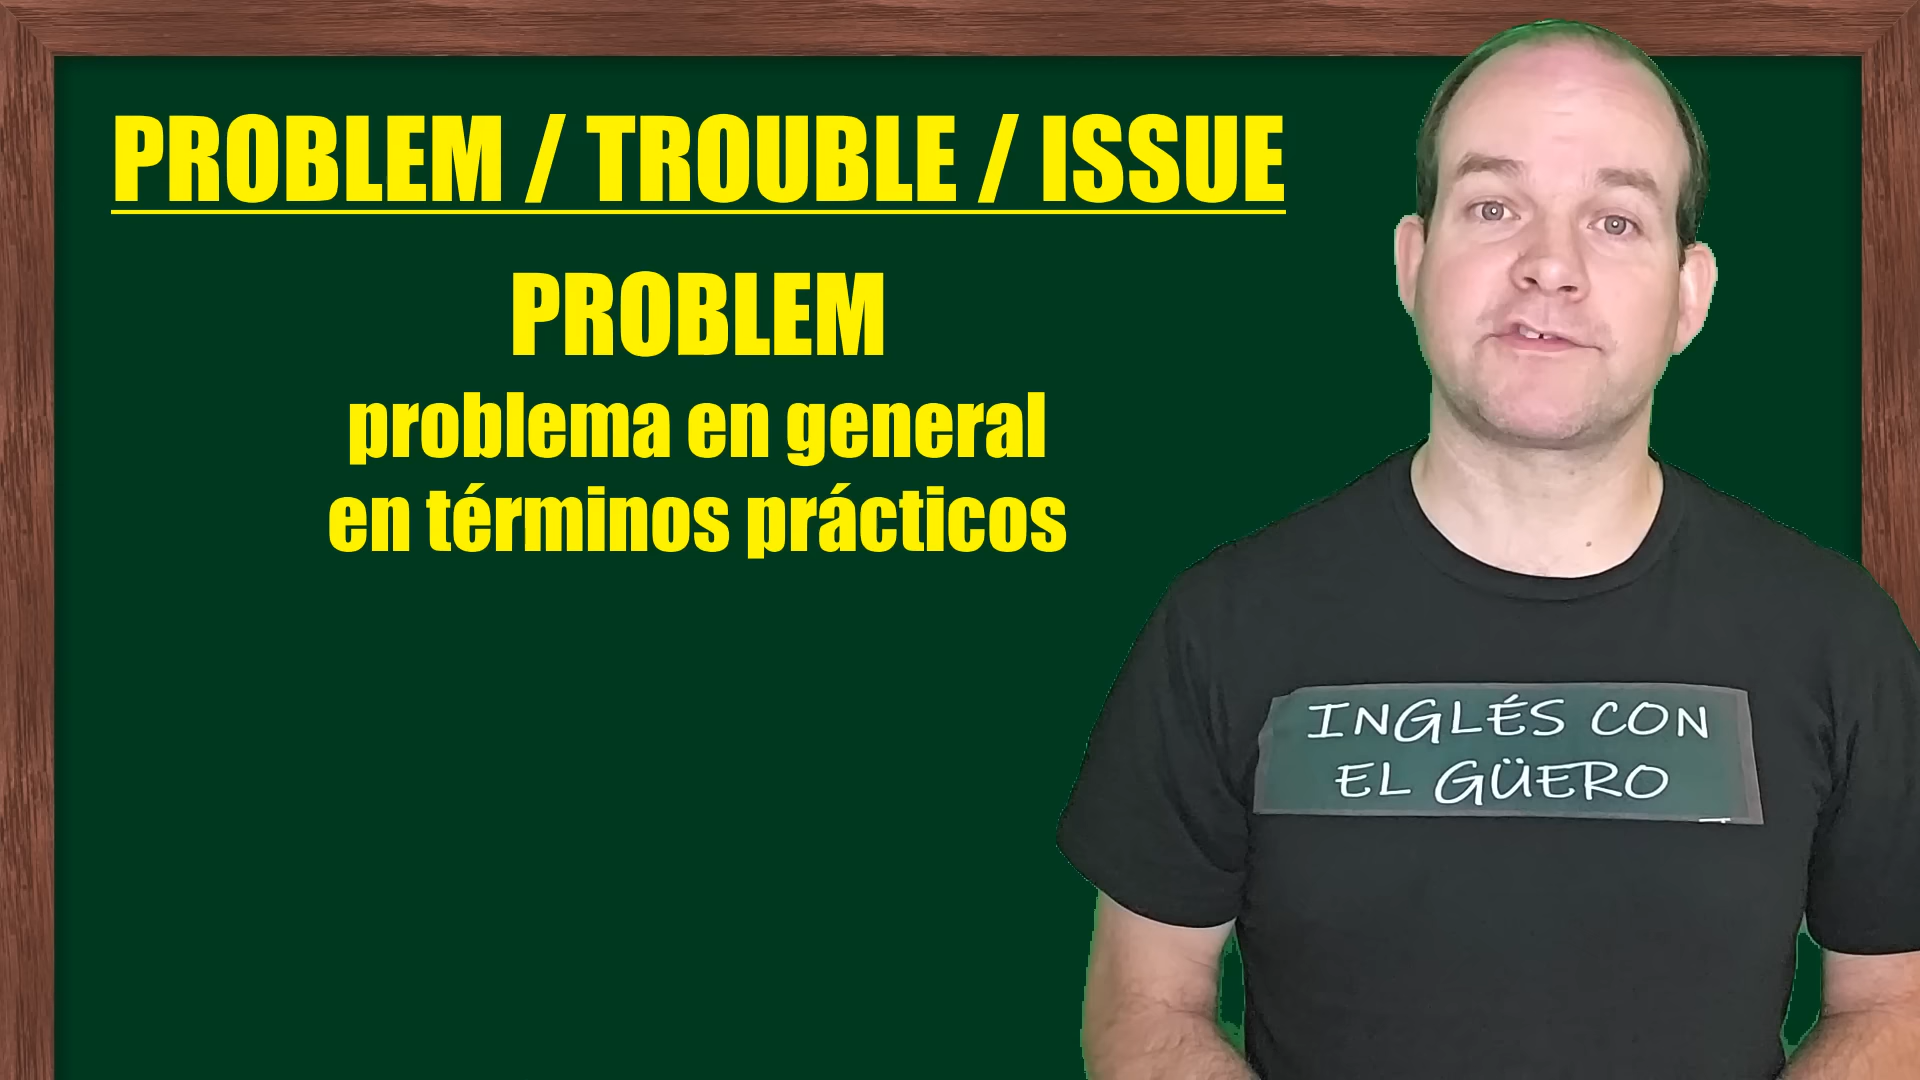 PROBLEM / TROUBLE / ISSUE
PROBLEM
problema en general
en términos prácticos
INGLÉS CON
EL GÜERO